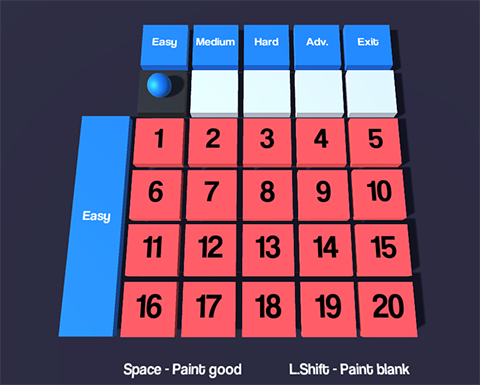 Easy Medium Hard Adv. Exit
1 2 3 4 5
6 7 8 9 10
Easy
11 12 13 14 15
16 17 18 19 20
Space - Paint good L.Shift - Paint blank